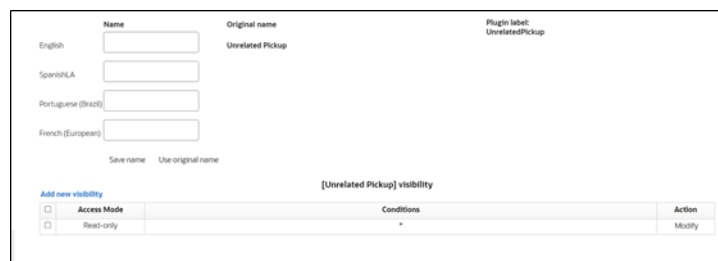 Name Original name Plugin label:
UnrelatedPickup
English Unrelated Pickup
SpanishLA
Portuguese (Brazil)
French (European)
Save name Use original name
[Unrelated Pickup] visibility
Add new visibility
Access Mode Conditions Action
Read-only * Modify